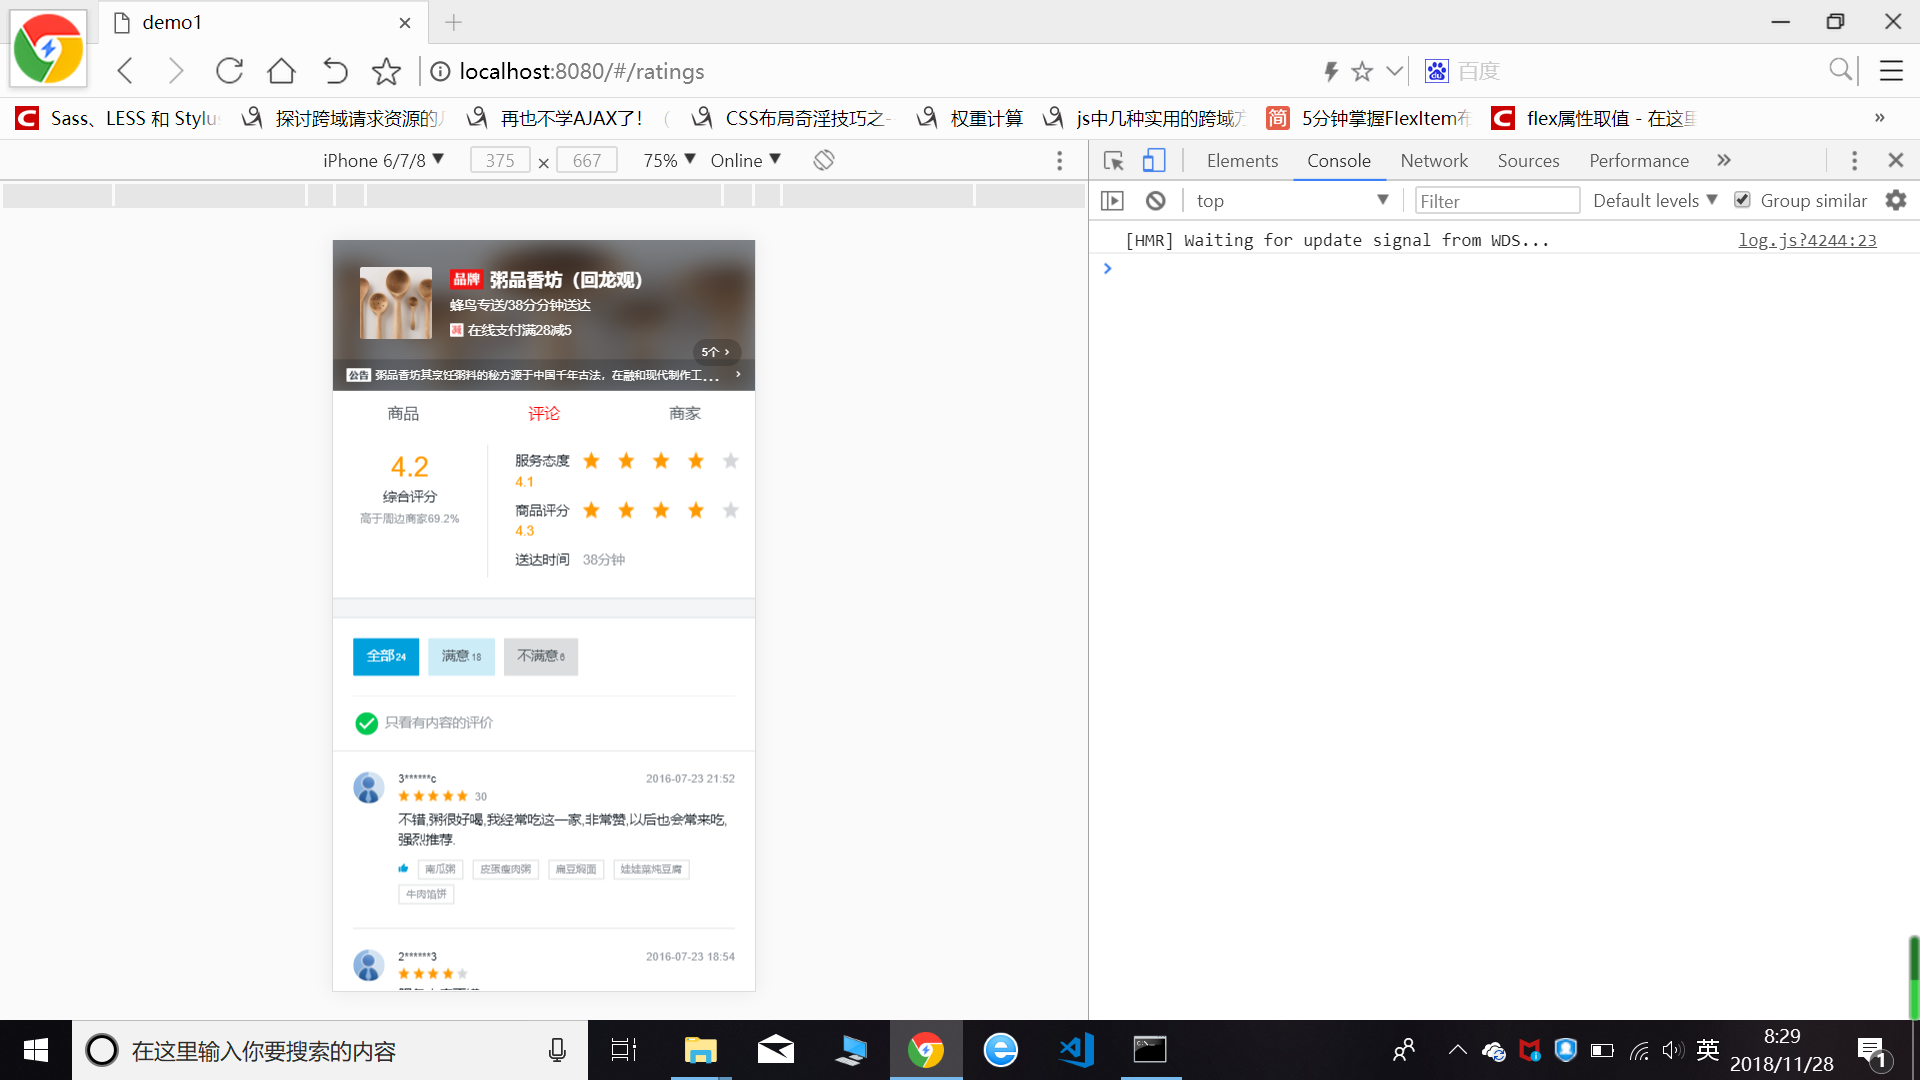 demo1
localhost:8080/#/ratings
百度
Sass、LESS 和 Stylus
探讨跨域请求资源的
再也不学AJAX了！（
CSS布局奇淫技巧之-
权重计算
js中几种实用的跨域方
简
5分钟掌握FlexItem布
flex属性取值 - 在这里
»
iPhone 6/7/8
375 × 667
75%
Online
Elements
Console
Network
Sources
Performance
»
top
Filter
Default levels
Group similar
[HMR] Waiting for update signal from WDS...
log.js?4244:23
品牌 粥品香坊（回龙观）
蜂鸟专送/38分分钟送达
减 在线支付满28减5
5个 ›
公告 粥品香坊其烹饪粥料的秘方源于中国千年古法，在融和现代制作工...
商品
评论
商家
4.2
综合评分
高于周边商家69.2%
服务态度
4.1
商品评分
4.3
送达时间 38分钟
全部24
满意18
不满意6
只看有内容的评价
3******c
2016-07-23 21:52
30
不错,粥很好喝,我经常吃这一家,非常赞,以后也会常来吃,
强烈推荐.
南瓜粥
皮蛋瘦肉粥
扁豆焖面
娃娃菜炖豆腐
牛肉馅饼
2******3
2016-07-23 18:54
在这里输入你要搜索的内容
英
8:29
2018/11/28
1